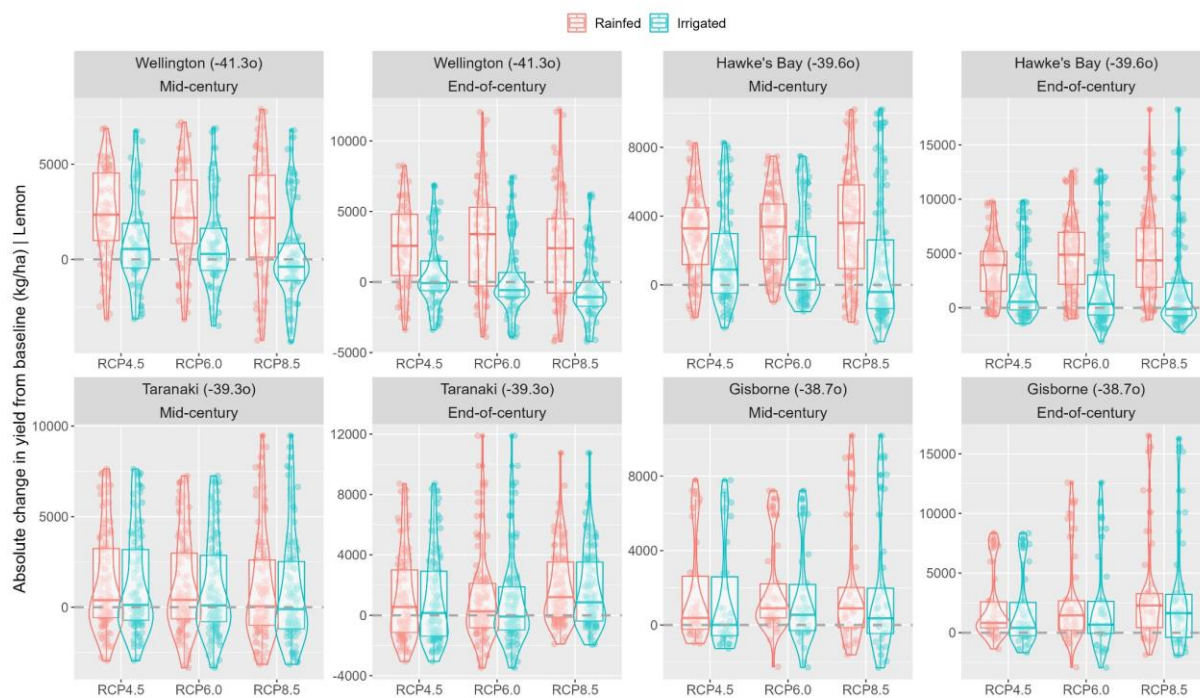 Rainfed Irrigated
Absolute change in yield from baseline (kg/ha) | Lemon
Wellington (-41.3o)
Mid-century
5000
0
RCP4.5 RCP6.0 RCP8.5
Wellington (-41.3o)
End-of-century
10000
5000
0
-5000
RCP4.5 RCP6.0 RCP8.5
Hawke's Bay (-39.6o)
Mid-century
8000
4000
0
RCP4.5 RCP6.0 RCP8.5
Hawke's Bay (-39.6o)
End-of-century
15000
10000
5000
0
RCP4.5 RCP6.0 RCP8.5
Taranaki (-39.3o)
Mid-century
10000
5000
0
RCP4.5 RCP6.0 RCP8.5
Taranaki (-39.3o)
End-of-century
12000
8000
4000
0
-4000
RCP4.5 RCP6.0 RCP8.5
Gisborne (-38.7o)
Mid-century
8000
4000
0
RCP4.5 RCP6.0 RCP8.5
Gisborne (-38.7o)
End-of-century
15000
10000
5000
0
RCP4.5 RCP6.0 RCP8.5